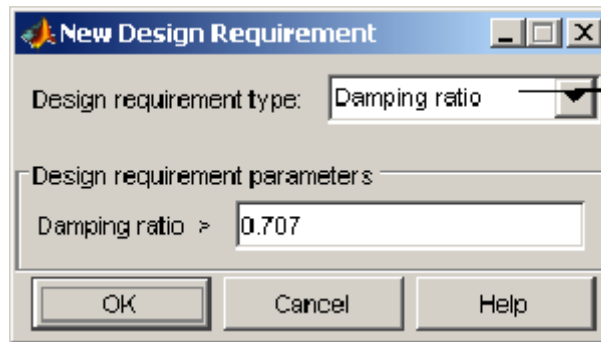 New Design Requirement
Design requirement type: Damping ratio
Design requirement parameters
Damping ratio > 0.707
OK Cancel Help